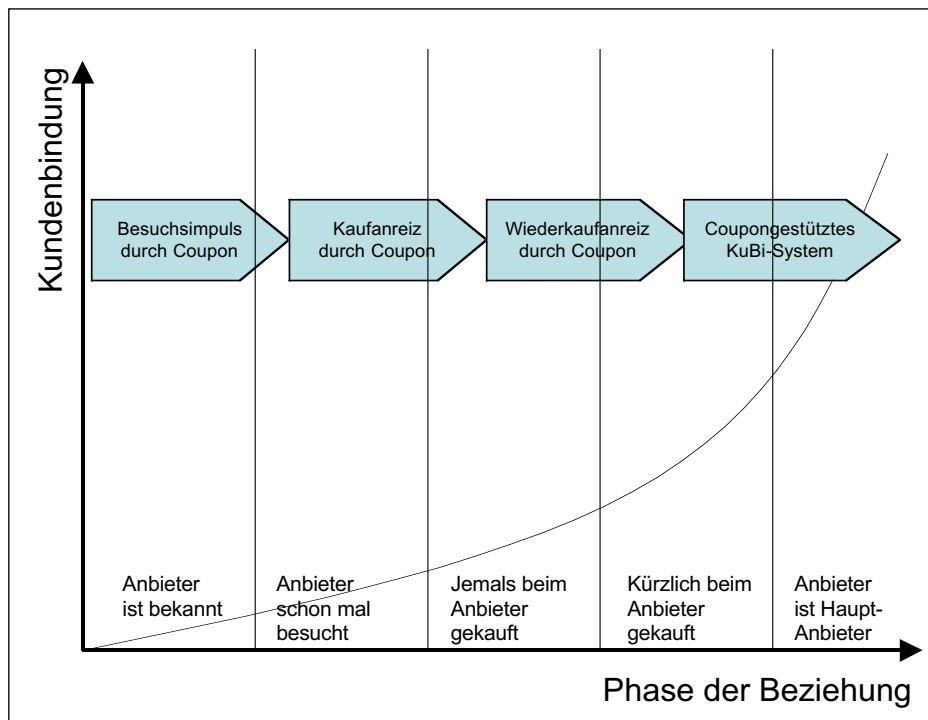 Kundenbindung
Besuchsimpuls
durch Coupon
Kaufanreiz
durch Coupon
Wiederkaufanreiz
durch Coupon
Coupongestütztes
KuBi-System
Anbieter
ist bekannt
Anbieter
schon mal
besucht
Jemals beim
Anbieter
gekauft
Kürzlich beim
Anbieter
gekauft
Anbieter
ist Haupt-
Anbieter
Phase der Beziehung